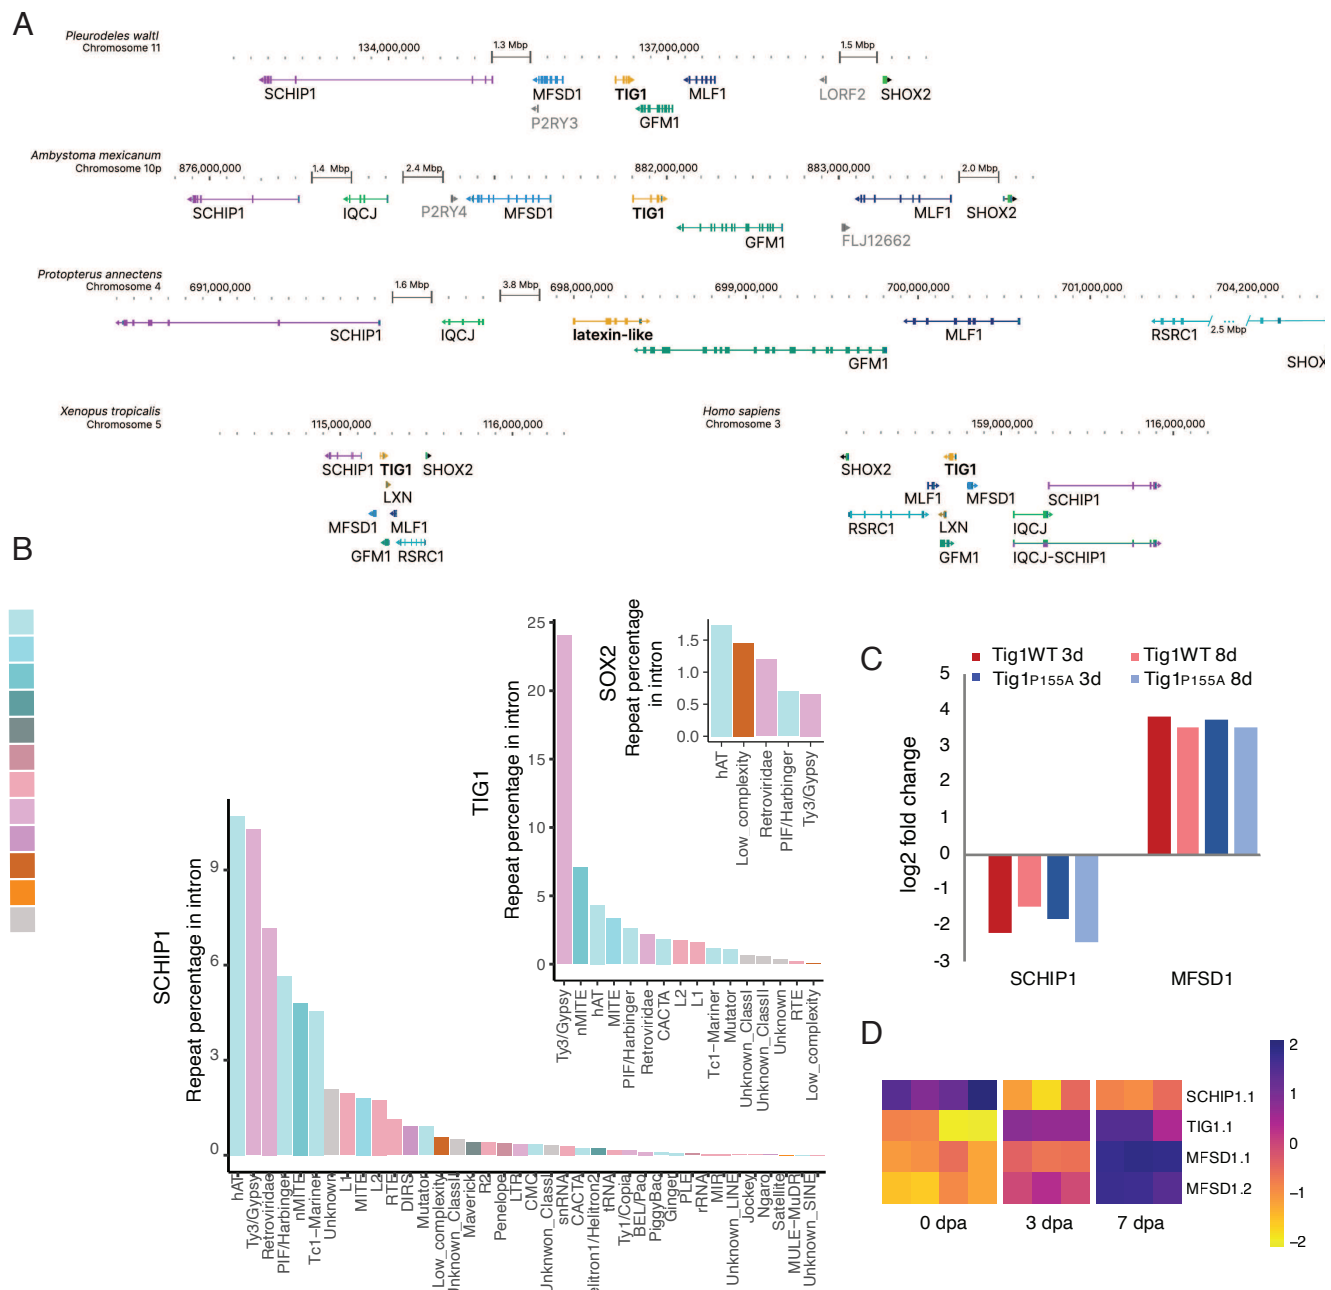 A
Pleurodeles waltl
Chromosome 11
134,000,000
1.3 Mbp
137,000,000
1.5 Mbp
SCHIP1
MFSD1
TIG1
MLF1
LORF2
SHOX2
P2RY3
GFM1
Ambystoma mexicanum
Chromosome 10p
876,000,000
1.4 Mbp
2.4 Mbp
882,000,000
883,000,000
2.0 Mbp
SCHIP1
IQCJ
P2RY4
MFSD1
TIG1
MLF1
SHOX2
GFM1
FLJ12662
Protopterus annectens
Chromosome 4
691,000,000
1.6 Mbp
3.8 Mbp
698,000,000
699,000,000
700,000,000
701,000,000
704,200,000
SCHIP1
IQCJ
latexin-like
MLF1
RSRC1
2.5 Mbp
GFM1
SHOX
Xenopus tropicalis
Chromosome 5
115,000,000
116,000,000
SCHIP1
TIG1
SHOX2
LXN
MFSD1
MLF1
GFM1
RSRC1
Homo sapiens
Chromosome 3
159,000,000
116,000,000
SHOX2
TIG1
MLF1
MFSD1
SCHIP1
RSRC1
LXN
IQCJ
GFM1
IQCJ-SCHIP1
B
SCHIP1
Repeat percentage in intron
9
6
3
0
hAT
Ty3/Gypsy
Retroviridae
PIF/Harbinger
nMITE
Tc1-Mariner
Unknown
L1
MITE
L2
RTE
DIRS
Mutator
Low_complexity
Unknown_ClassI
Maverick
R2
Penelope
LTR
CMC
Unknwon_ClassII
snRNA
CACTA
elitron1/Helitron2
tRNA
Ty1/Copia
BEL/Pao
PiggyBac
Ginger
PLE
rRNA
MIR
Unknown_LINE
Jockey
Ngaro
Satellite
MULE-MuDR
Unknown_SINE
TIG1
Repeat percentage in intron
25
20
15
10
5
0
Ty3/Gypsy
nMITE
hAT
MITE
PIF/Harbinger
Retroviridae
CACTA
L2
L1
Tc1-Mariner
Mutator
Unknown_ClassI
Unknown_ClassII
Unknown
RTE
Low_complexity
SOX2
Repeat percentage
in intron
1.5
1.0
0.5
0.0
hAT
Low_complexity
Retroviridae
PIF/Harbinger
Ty3/Gypsy
C
Tig1WT 3d
Tig1WT 8d
Tig1P155A 3d
Tig1P155A 8d
log2 fold change
5
4
3
2
1
0
-1
-2
-3
SCHIP1
MFSD1
D
SCHIP1.1
TIG1.1
MFSD1.1
MFSD1.2
0 dpa
3 dpa
7 dpa
2
1
0
−1
−2